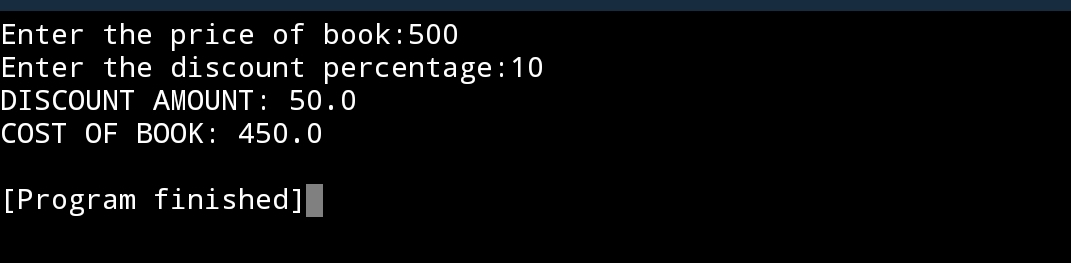 Enter the price of book:500
Enter the discount percentage:10
DISCOUNT AMOUNT: 50.0
COST OF BOOK: 450.0
[Program finished]